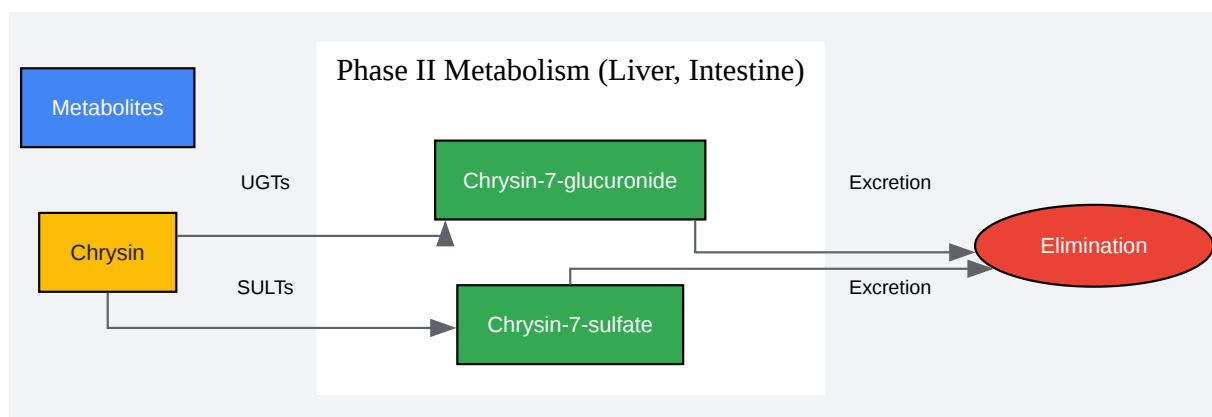 Phase II Metabolism (Liver, Intestine)
Metabolites
UGTs
Chrysin-7-glucuronide
Excretion
Chrysin
Elimination
SULTs
Excretion
Chrysin-7-sulfate